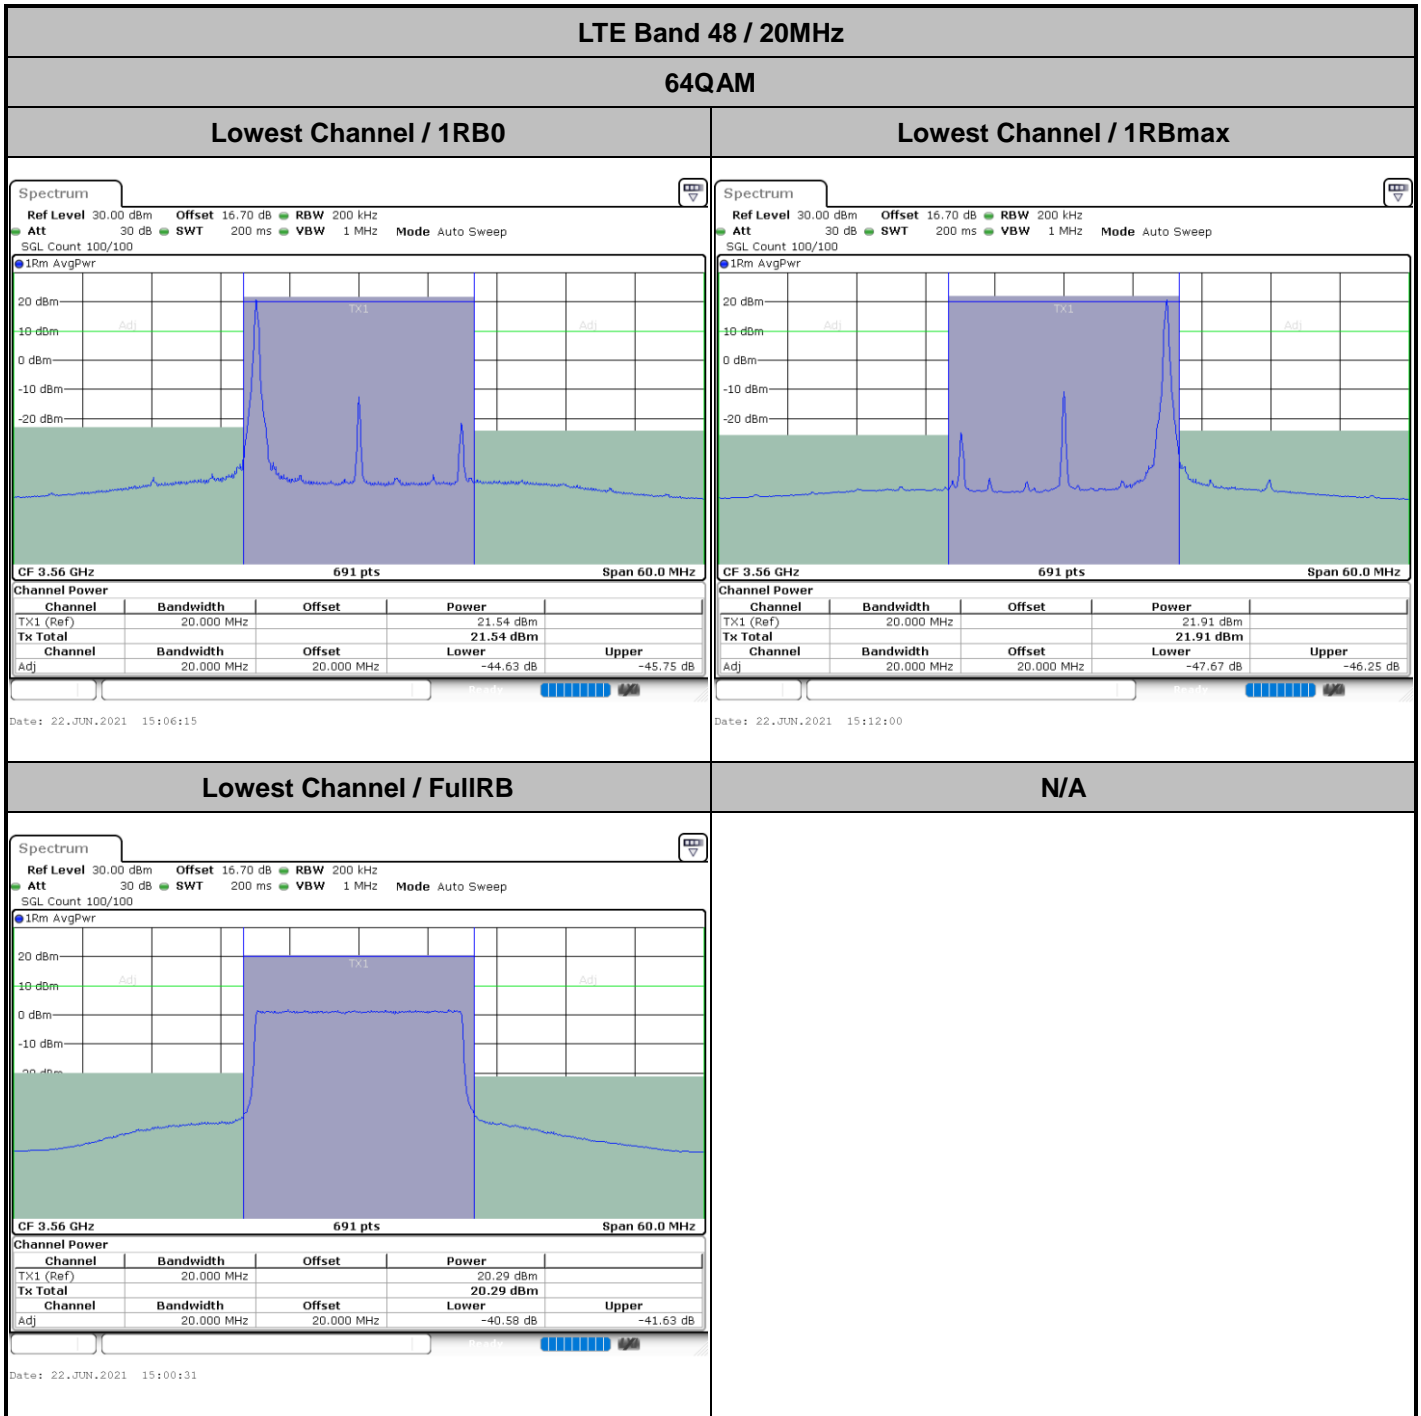 LTE Band 48 / 20MHz
64QAM
Lowest Channel / 1RB0
Lowest Channel / 1RBmax
Spectrum
Ref Level 30.00 dBm Offset 16.70 dB RBW 200 kHz
Att 30 dB SWT 200 ms VBW 1 MHz Mode Auto Sweep
SGL Count 100/100
1Rm AvgPwr
TX1
20 dBm
Adj
Adj
10 dBm
0 dBm
-10 dBm
-20 dBm
CF 3.56 GHz 691 pts Span 60.0 MHz
Channel Power
Channel Bandwidth Offset Power
TX1 (Ref) 20.000 MHz 21.54 dBm
Tx Total 21.54 dBm
Channel Bandwidth Offset Lower Upper
Adj 20.000 MHz 20.000 MHz -44.63 dB -45.75 dB
Ready
Date: 22.JUN.2021 15:06:15
Spectrum
Ref Level 30.00 dBm Offset 16.70 dB RBW 200 kHz
Att 30 dB SWT 200 ms VBW 1 MHz Mode Auto Sweep
SGL Count 100/100
1Rm AvgPwr
TX1
20 dBm
Adj
Adj
10 dBm
0 dBm
-10 dBm
-20 dBm
CF 3.56 GHz 691 pts Span 60.0 MHz
Channel Power
Channel Bandwidth Offset Power
TX1 (Ref) 20.000 MHz 21.91 dBm
Tx Total 21.91 dBm
Channel Bandwidth Offset Lower Upper
Adj 20.000 MHz 20.000 MHz -47.67 dB -46.25 dB
Ready
Date: 22.JUN.2021 15:12:00
Lowest Channel / FullRB
N/A
Spectrum
Ref Level 30.00 dBm Offset 16.70 dB RBW 200 kHz
Att 30 dB SWT 200 ms VBW 1 MHz Mode Auto Sweep
SGL Count 100/100
1Rm AvgPwr
20 dBm
TX1
Adj
Adj
10 dBm
0 dBm
-10 dBm
-20 dBm
CF 3.56 GHz 691 pts Span 60.0 MHz
Channel Power
Channel Bandwidth Offset Power
TX1 (Ref) 20.000 MHz 20.29 dBm
Tx Total 20.29 dBm
Channel Bandwidth Offset Lower Upper
Adj 20.000 MHz 20.000 MHz -40.58 dB -41.63 dB
Ready
Date: 22.JUN.2021 15:00:31